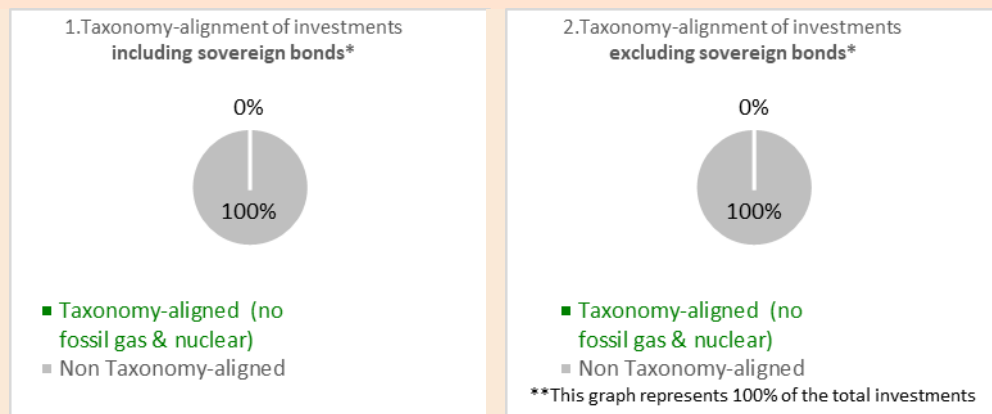 1.Taxonomy-alignment of investments
including sovereign bonds*
0%
100%
■ Taxonomy-aligned (no
fossil gas & nuclear)
■ Non Taxonomy-aligned
2.Taxonomy-alignment of investments
excluding sovereign bonds*
0%
100%
■ Taxonomy-aligned (no
fossil gas & nuclear)
■ Non Taxonomy-aligned
**This graph represents 100% of the total investments